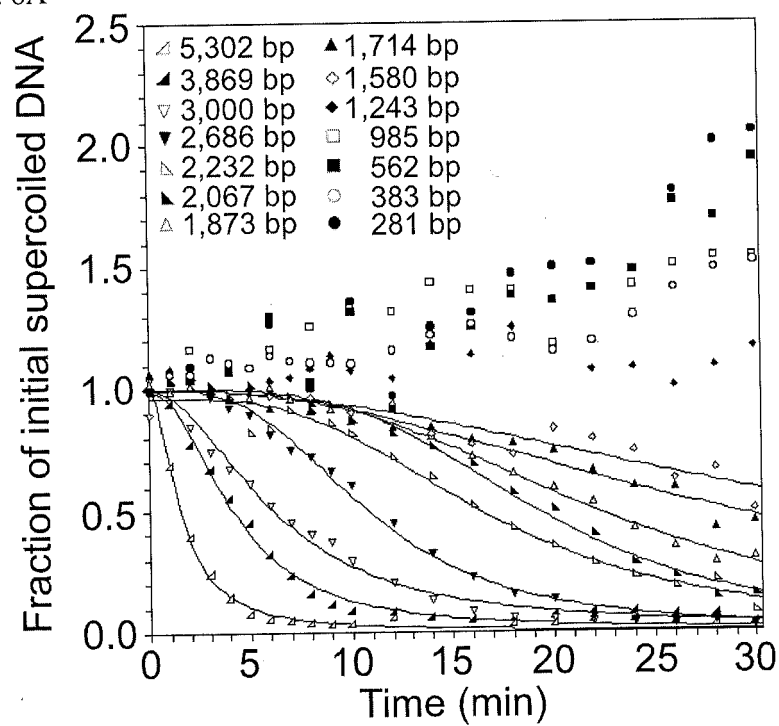 2.5
5,302 bp
3,869 bp
3,000 bp
2,686 bp
2,232 bp
2,067 bp
1,873 bp
1,714 bp
1,580 bp
1,243 bp
985 bp
562 bp
383 bp
281 bp
2.0
1.5
1.0
0.5
0.0
Fraction of initial supercoiled DNA
0 5 10 15 20 25 30
Time (min)